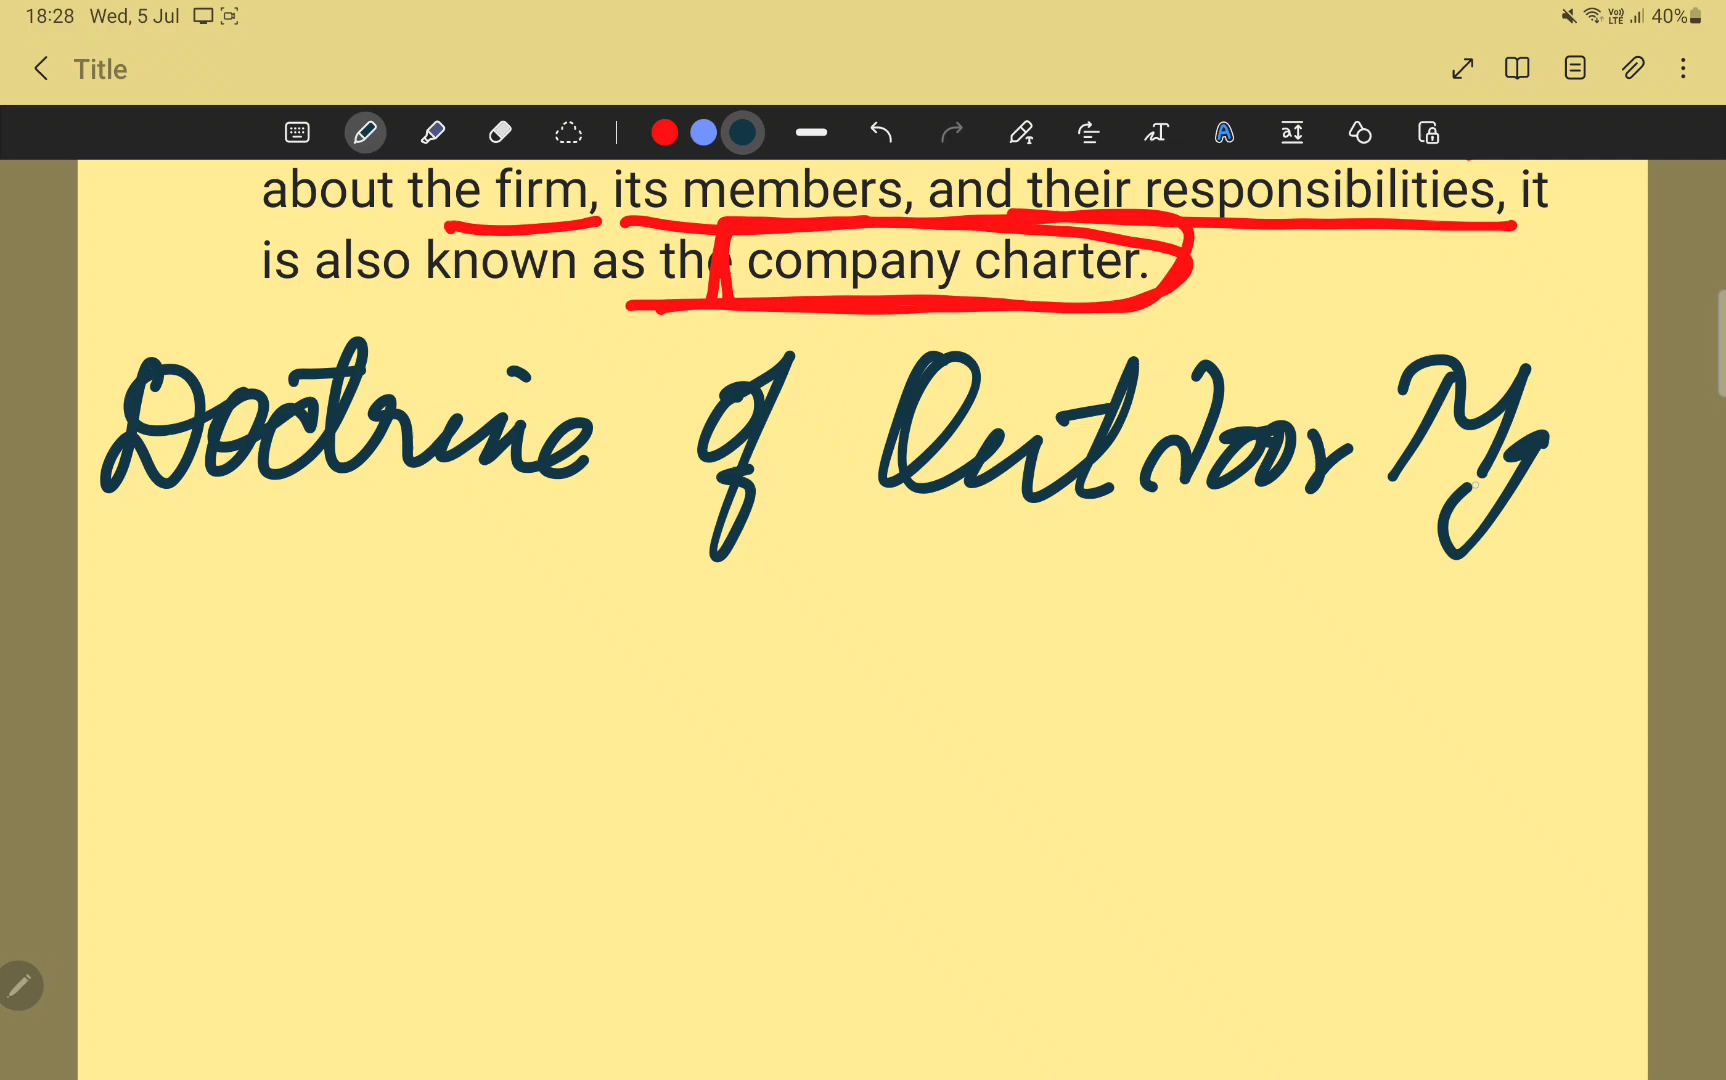 18:28 Wed, 5 Jul 40%
Title
about the firm, its members, and their responsibilities, it
is also known as the company charter.
Doctrine of Outdoor Mg